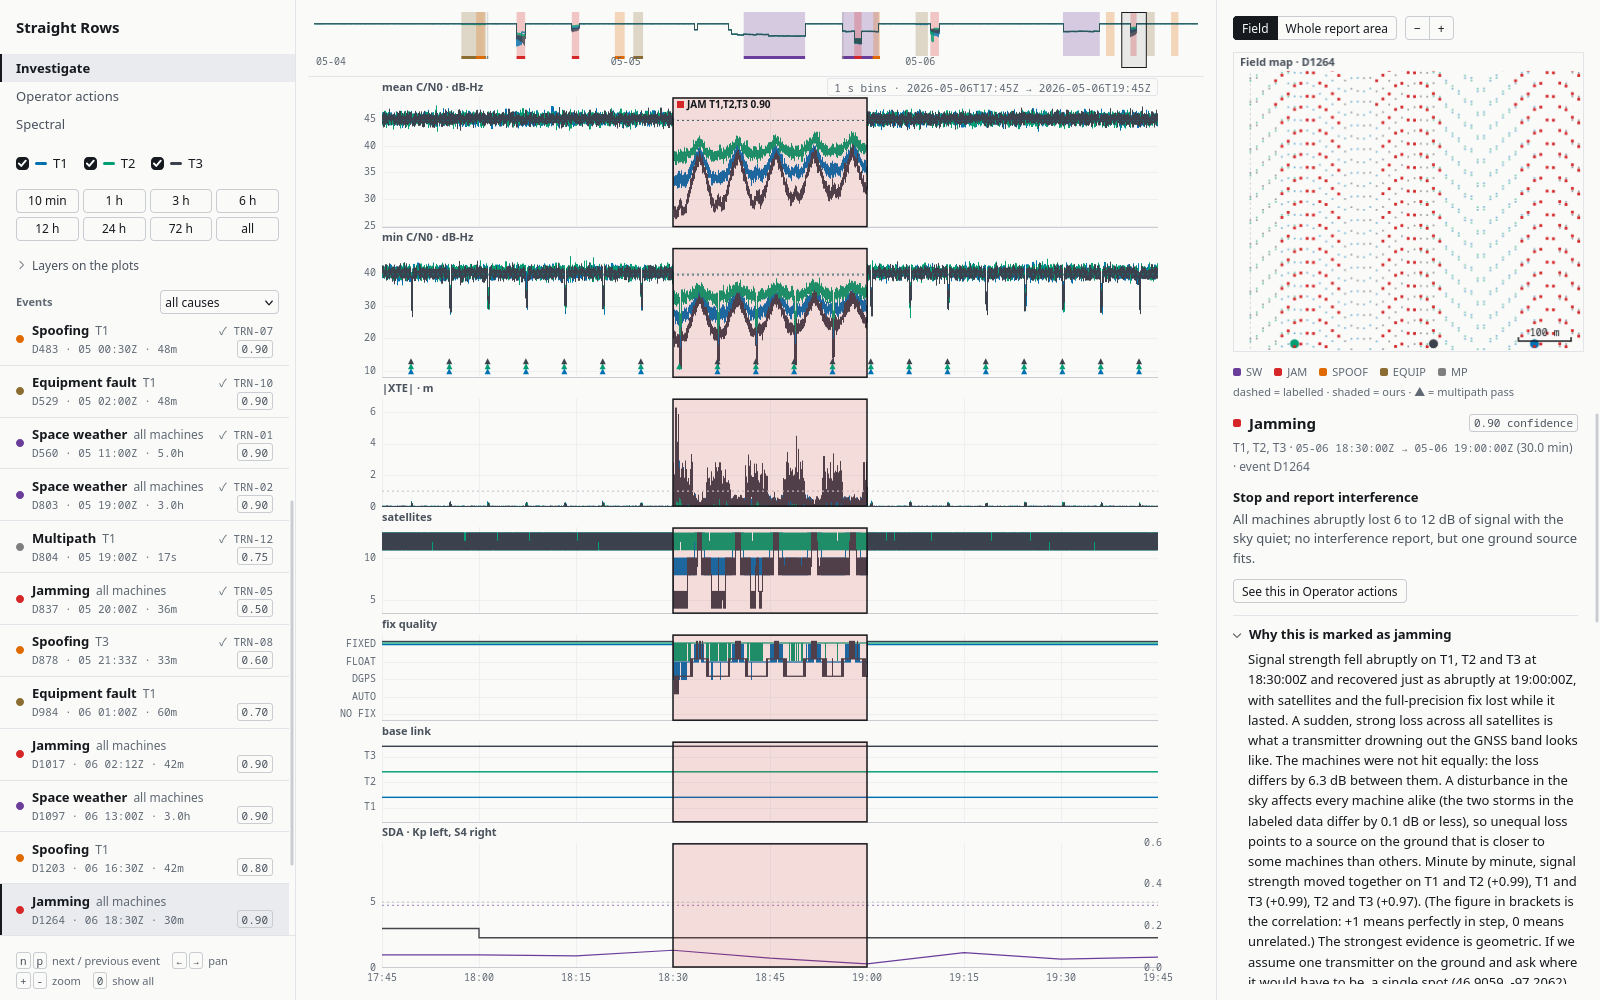 Straight Rows
Investigate
Operator actions
Spectral
T1 T2 T3
10 min 1 h 3 h 6 h
12 h 24 h 72 h all
Layers on the plots
Events all causes
Spoofing T1 ✓ TRN-07
D483 · 05 00:30Z · 48m 0.90
Equipment fault T1 ✓ TRN-10
D529 · 05 02:00Z · 48m 0.90
Space weather all machines ✓ TRN-01
D560 · 05 11:00Z · 5.0h 0.90
Space weather all machines ✓ TRN-02
D803 · 05 19:00Z · 3.0h 0.90
Multipath T1 ✓ TRN-12
D804 · 05 19:00Z · 17s 0.75
Jamming all machines ✓ TRN-05
D837 · 05 20:00Z · 36m 0.50
Spoofing T3 ✓ TRN-08
D878 · 05 21:33Z · 33m 0.60
Equipment fault T1
D984 · 06 01:00Z · 60m 0.70
Jamming all machines
D1017 · 06 02:12Z · 42m 0.90
Space weather all machines
D1097 · 06 13:00Z · 3.0h 0.90
Spoofing T1
D1203 · 06 16:30Z · 42m 0.80
Jamming all machines
D1264 · 06 18:30Z · 30m 0.90
n p next / previous event ← → pan
+ - zoom 0 show all
05-04 05-05 05-06
mean C/N0 · dB-Hz
1 s bins · 2026-05-06T17:45Z → 2026-05-06T19:45Z
JAM T1,T2,T3 0.90
45
40
35
30
25
min C/N0 · dB-Hz
40
30
20
10
|XTE| · m
6
4
2
0
satellites
10
5
fix quality
FIXED
FLOAT
DGPS
AUTO
NO FIX
base link
T3
T2
T1
SDA · Kp left, S4 right
0.6
0.4
5
0.2
0 0.0
17:45 18:00 18:15 18:30 18:45 19:00 19:15 19:30 19:45
Field Whole report area − +
Field map · D1264
100 m
SW JAM SPOOF EQUIP MP
dashed = labelled · shaded = ours · ▲ = multipath pass
Jamming 0.90 confidence
T1, T2, T3 · 05-06 18:30:00Z → 05-06 19:00:00Z (30.0 min)
· event D1264
Stop and report interference
All machines abruptly lost 6 to 12 dB of signal with the
sky quiet; no interference report, but one ground source
fits.
See this in Operator actions
Why this is marked as jamming
Signal strength fell abruptly on T1, T2 and T3 at
18:30:00Z and recovered just as abruptly at 19:00:00Z,
with satellites and the full-precision fix lost while it
lasted. A sudden, strong loss across all satellites is
what a transmitter drowning out the GNSS band looks
like. The machines were not hit equally: the loss
differs by 6.3 dB between them. A disturbance in the
sky affects every machine alike (the two storms in the
labeled data differ by 0.1 dB or less), so unequal loss
points to a source on the ground that is closer to
some machines than others. Minute by minute, signal
strength moved together on T1 and T2 (+0.99), T1 and
T3 (+0.99), T2 and T3 (+0.97). (The figure in brackets is
the correlation: +1 means perfectly in step, 0 means
unrelated.) The strongest evidence is geometric. If we
assume one transmitter on the ground and ask where
it would have to be, a single spot (46.9059, -97.2062)